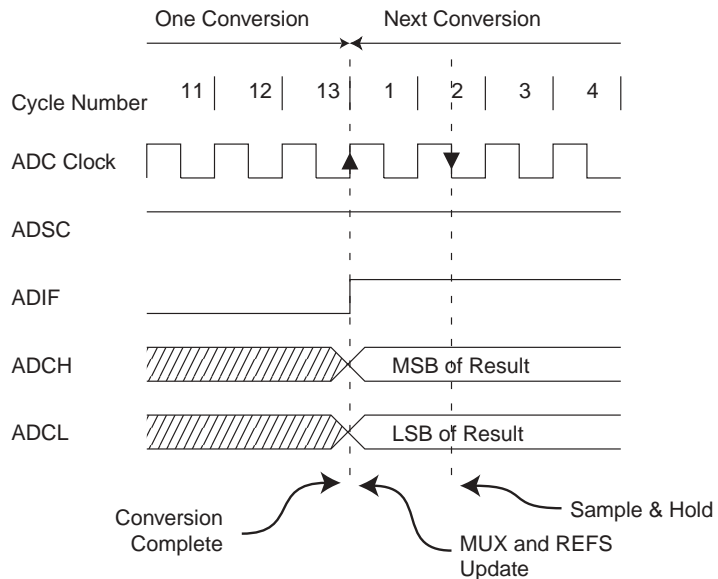 One Conversion Next Conversion
Cycle Number 11 12 13 1 2 3 4
ADC Clock
ADSC
ADIF
ADCH MSB of Result
ADCL LSB of Result
Conversion
Complete
MUX and REFS
Update
Sample & Hold